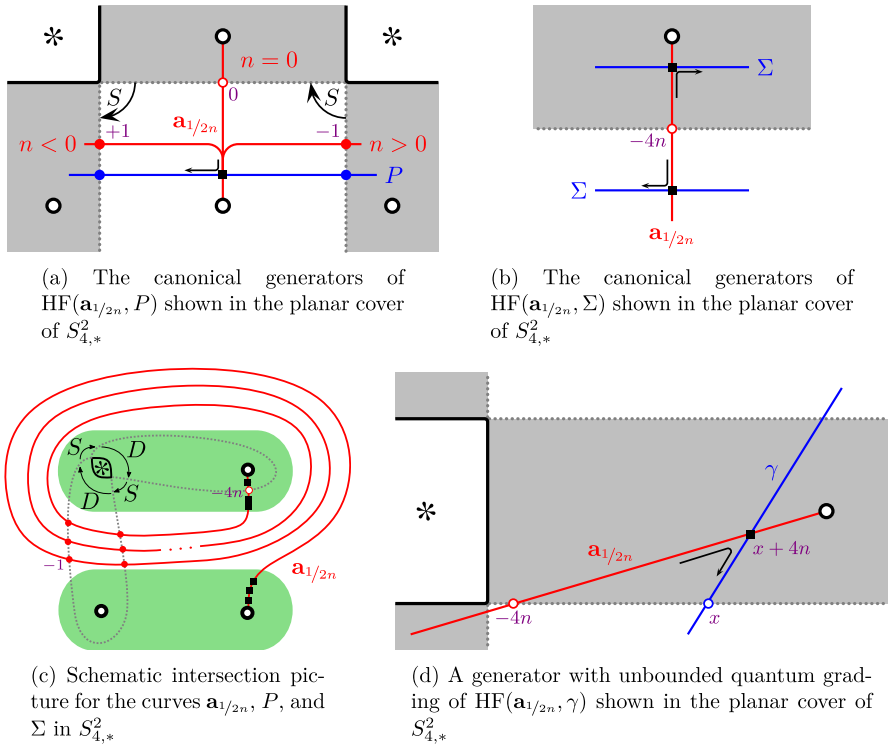 * *
n = 0
S S
0
+1 −1
a1/2n
n < 0 n > 0
P
(a) The canonical generators of
HF(a1/2n, P) shown in the planar cover
of S²4,∗
Σ
−4n
Σ
a1/2n
(b) The canonical generators of
HF(a1/2n, Σ) shown in the planar cover
of S²4,∗
S D
*
D S
−4n
−1
a1/2n
(c) Schematic intersection pic-
ture for the curves a1/2n, P, and
Σ in S²4,∗
γ
*
a1/2n
x + 4n
−4n x
(d) A generator with unbounded quantum grad-
ing of HF(a1/2n, γ) shown in the planar cover of
S²4,∗